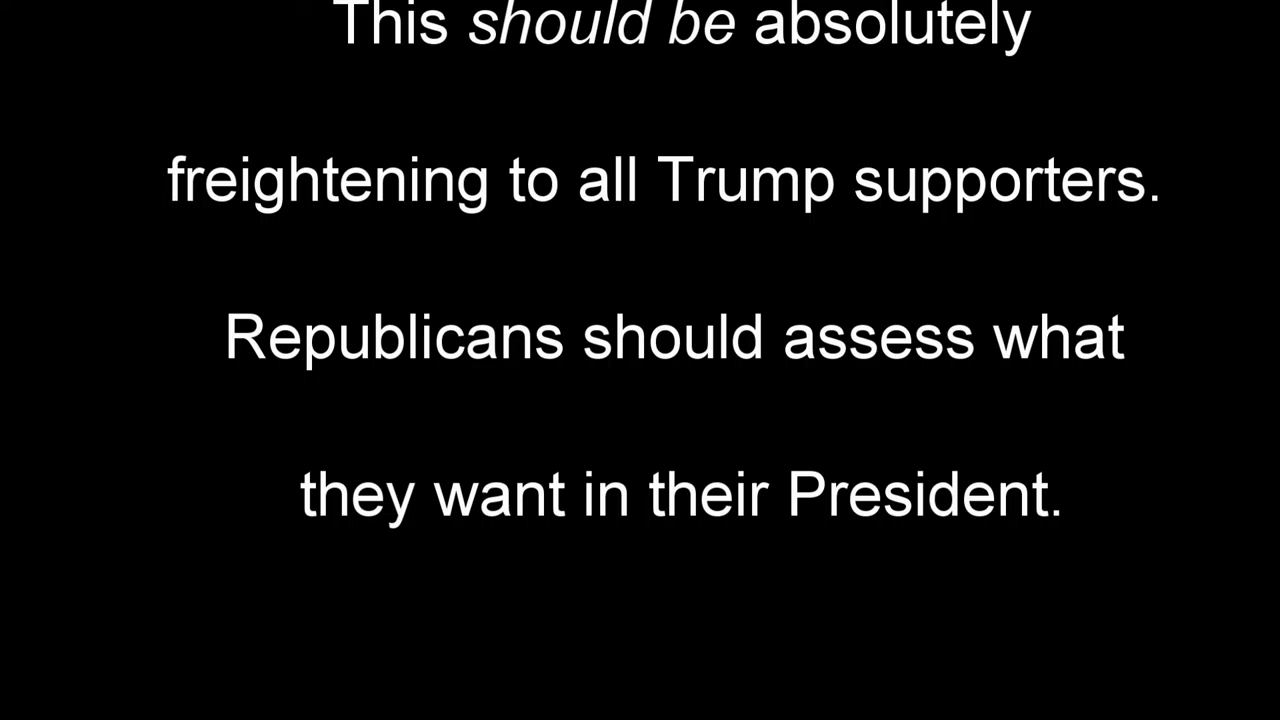 This should be absolutely
freightening to all Trump supporters.
Republicans should assess what
they want in their President.